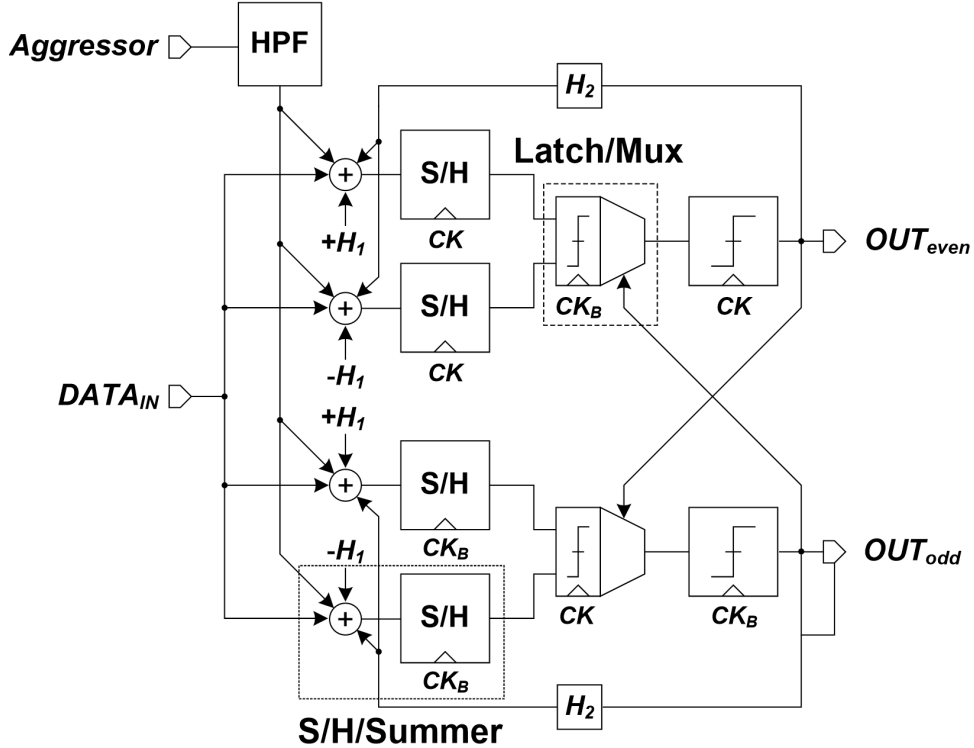 Aggressor
HPF
H2
Latch/Mux
+
S/H
CK
+H1
OUTeven
+
S/H
CKB
CK
-H1
CK
DATAIN
+H1
+
S/H
CKB
-H1
OUTodd
+
S/H
CK
CKB
CKB
H2
S/H/Summer